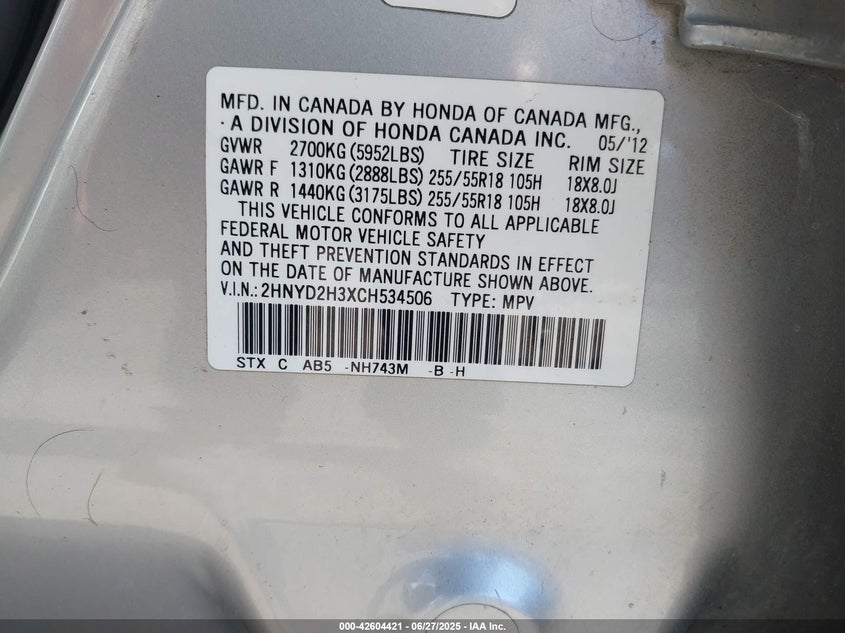 MFD. IN CANADA BY HONDA OF CANADA MFG.,
A DIVISION OF HONDA CANADA INC. 05/'12
GVWR 2700KG (5952LBS) TIRE SIZE RIM SIZE
GAWR F 1310KG (2888LBS) 255/55R18 105H 18X8.0J
GAWR R 1440KG (3175LBS) 255/55R18 105H 18X8.0J
THIS VEHICLE CONFORMS TO ALL APPLICABLE
FEDERAL MOTOR VEHICLE SAFETY
AND THEFT PREVENTION STANDARDS IN EFFECT
ON THE DATE OF MANUFACTURE SHOWN ABOVE.
V.I.N.: 2HNYD2H3XCH534506 TYPE: MPV
STX C AB5 -NH743M -B -H
000-42604421 - 06/27/2025 - IAA Inc.